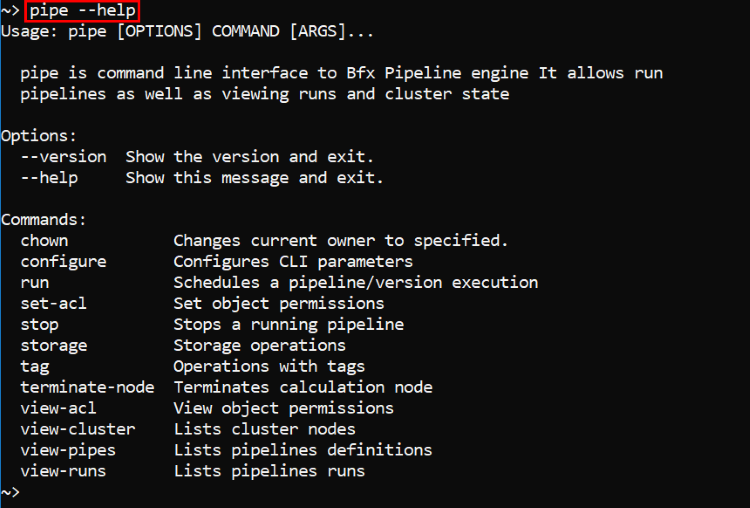 ~> pipe --help
Usage: pipe [OPTIONS] COMMAND [ARGS]...
pipe is command line interface to Bfx Pipeline engine It allows run
pipelines as well as viewing runs and cluster state
Options:
--version  Show the version and exit.
--help     Show this message and exit.
Commands:
chown           Changes current owner to specified.
configure       Configures CLI parameters
run             Schedules a pipeline/version execution
set-acl         Set object permissions
stop            Stops a running pipeline
storage         Storage operations
tag             Operations with tags
terminate-node  Terminates calculation node
view-acl        View object permissions
view-cluster    Lists cluster nodes
view-pipes      Lists pipelines definitions
view-runs       Lists pipelines runs
~>